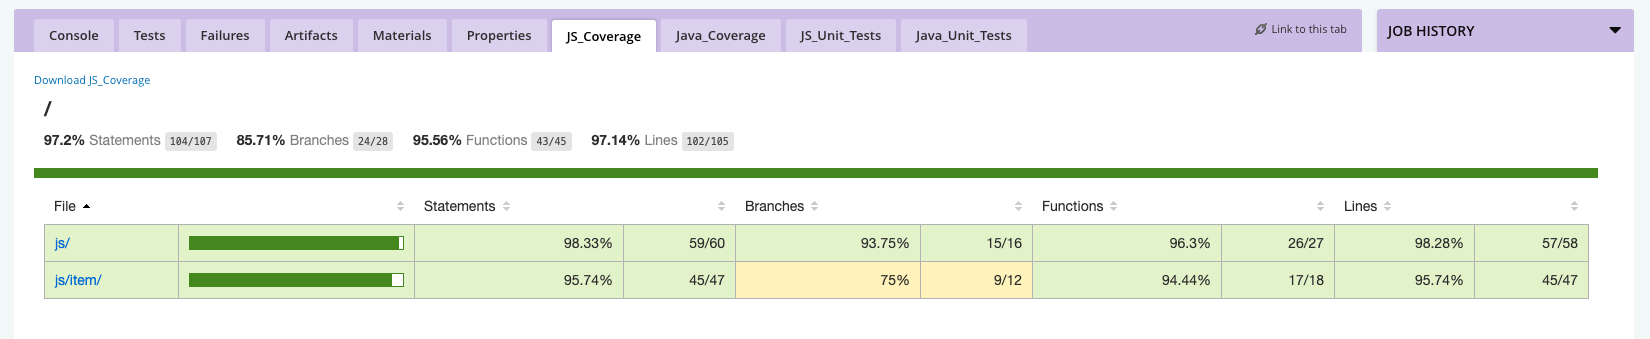 Console Tests Failures Artifacts Materials Properties JS_Coverage Java_Coverage JS_Unit_Tests Java_Unit_Tests Link to this tab JOB HISTORY
Download JS_Coverage
/
97.2% Statements 104/107 85.71% Branches 24/28 95.56% Functions 43/45 97.14% Lines 102/105
File Statements Branches Functions Lines
js/ 98.33% 59/60 93.75% 15/16 96.3% 26/27 98.28% 57/58
js/item/ 95.74% 45/47 75% 9/12 94.44% 17/18 95.74% 45/47